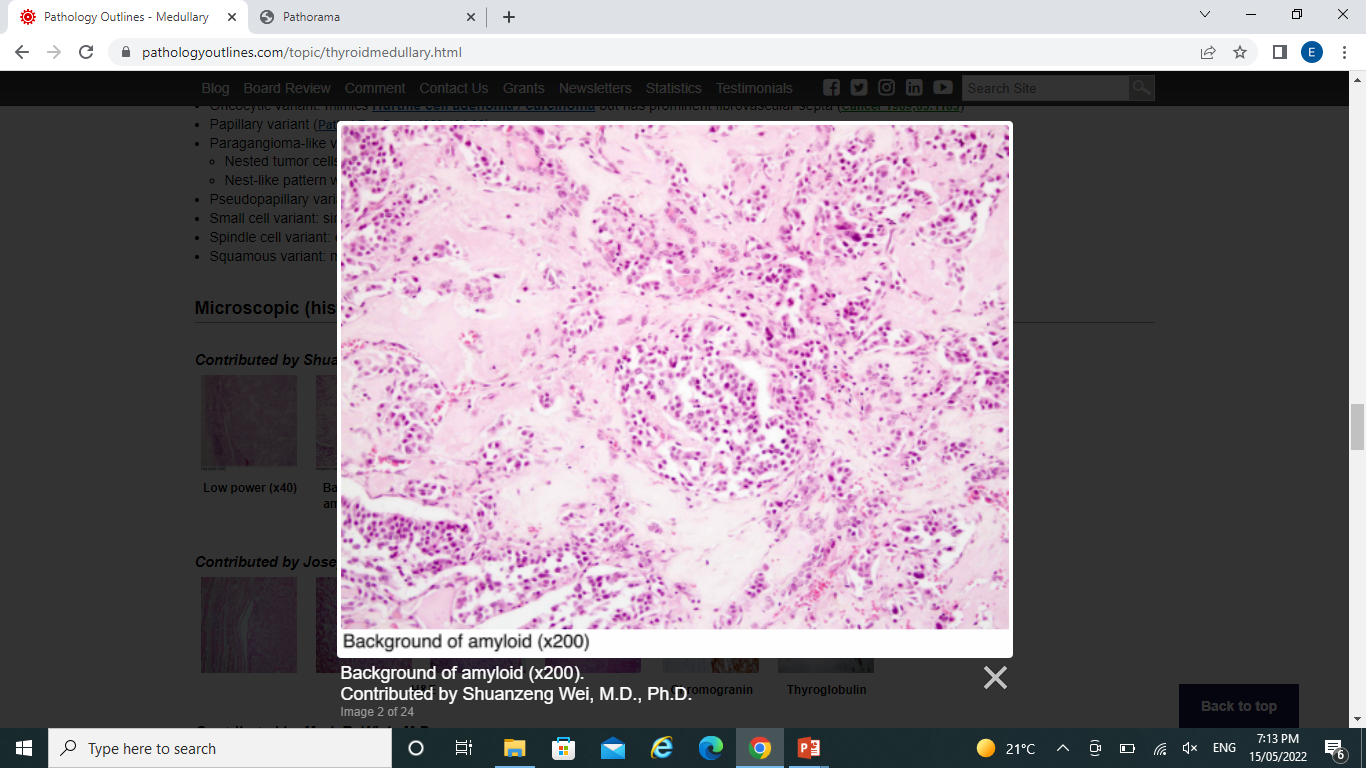 Pathology Outlines - Medullary
Pathorama
pathologyoutlines.com/topic/thyroidmedullary.html
E
Blog Board Review Comment Contact Us Grants Newsletters Statistics Testimonials
Search Site
Papillary variant (
Paraganglioma-like v
Nested tumor cells
Nest-like pattern w
Pseudopapillary vari
Small cell variant: si
Spindle cell variant:
Squamous variant: n
Microscopic (his
Contributed by Shua
Low power (x40)
Ba
an
Contributed by Jose
Background of amyloid (x200)
Background of amyloid (x200).
Contributed by Shuanzeng Wei, M.D., Ph.D.
Image 2 of 24
Thyroglobulin
Back to top
Type here to search
21°C
ENG
7:13 PM
15/05/2022
6